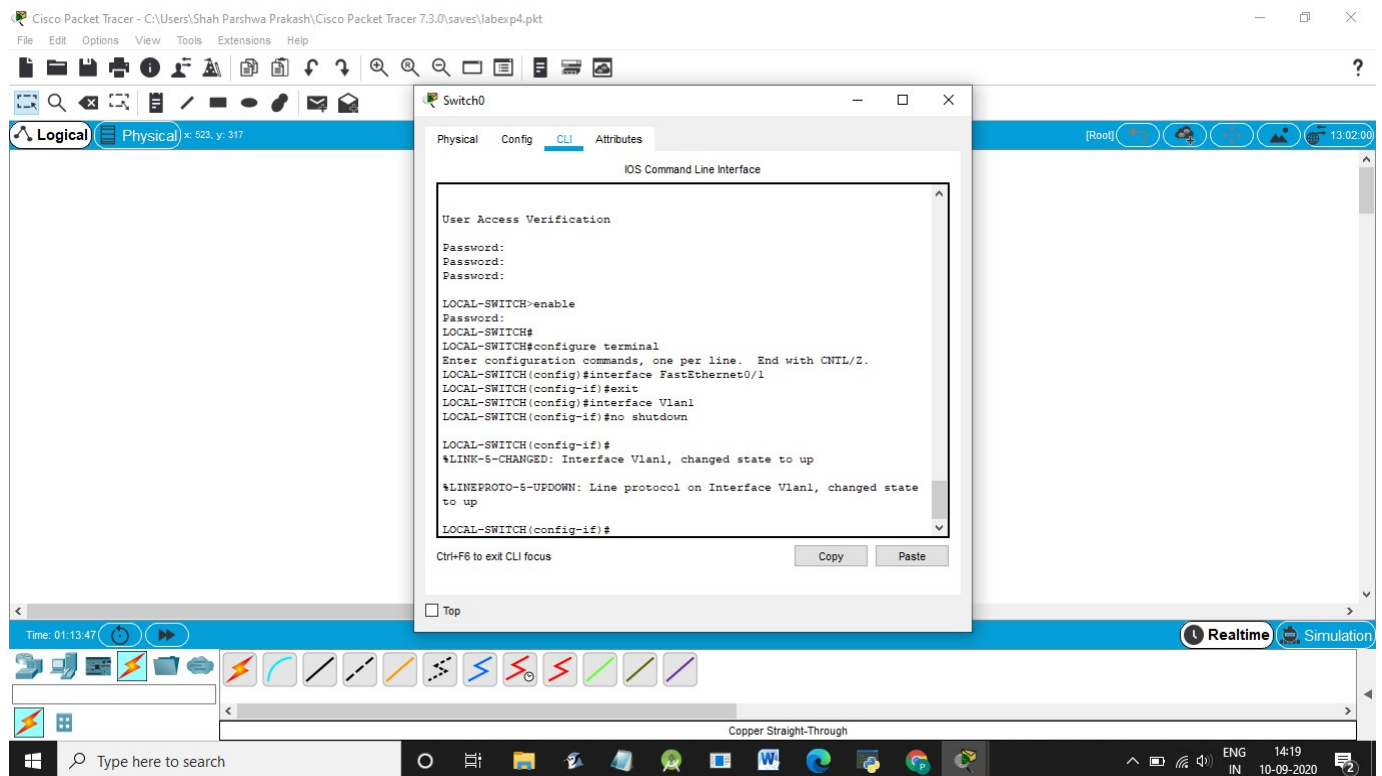 Cisco Packet Tracer - C:\Users\Shah Parshwa Prakash\Cisco Packet Tracer 7.3.0\saves\labexp4.pkt
File Edit Options View Tools Extensions Help
?
Switch0
Logical Physical x: 523, y: 317
[Root] 13:02:00
Physical Config CLI Attributes
IOS Command Line Interface
User Access Verification
Password:
Password:
Password:
LOCAL-SWITCH>enable
Password:
LOCAL-SWITCH#
LOCAL-SWITCH#configure terminal
Enter configuration commands, one per line.  End with CNTL/Z.
LOCAL-SWITCH(config)#interface FastEthernet0/1
LOCAL-SWITCH(config-if)#exit
LOCAL-SWITCH(config)#interface Vlan1
LOCAL-SWITCH(config-if)#no shutdown
LOCAL-SWITCH(config-if)#
%LINK-5-CHANGED: Interface Vlan1, changed state to up
%LINEPROTO-5-UPDOWN: Line protocol on Interface Vlan1, changed state
to up
LOCAL-SWITCH(config-if)#
Ctrl+F6 to exit CLI focus
Copy Paste
Top
Time: 01:13:47
Realtime Simulation
Copper Straight-Through
Type here to search
ENG 14:19
IN 10-09-2020 2